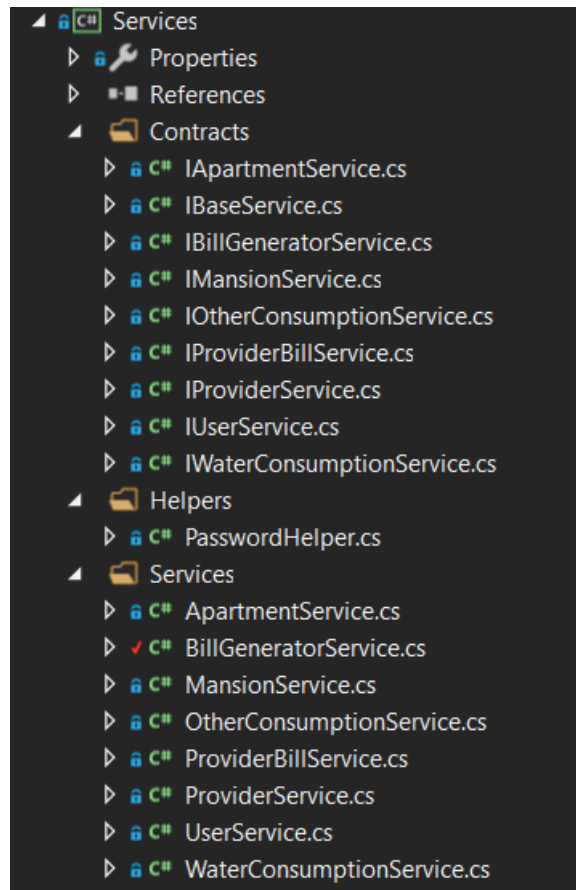 C# Services
Properties
References
Contracts
C# IApartmentService.cs
C# IBaseService.cs
C# IBillGeneratorService.cs
C# IMansionService.cs
C# IOtherConsumptionService.cs
C# IProviderBillService.cs
C# IProviderService.cs
C# IUserService.cs
C# IWaterConsumptionService.cs
Helpers
C# PasswordHelper.cs
Services
C# ApartmentService.cs
C# BillGeneratorService.cs
C# MansionService.cs
C# OtherConsumptionService.cs
C# ProviderBillService.cs
C# ProviderService.cs
C# UserService.cs
C# WaterConsumptionService.cs